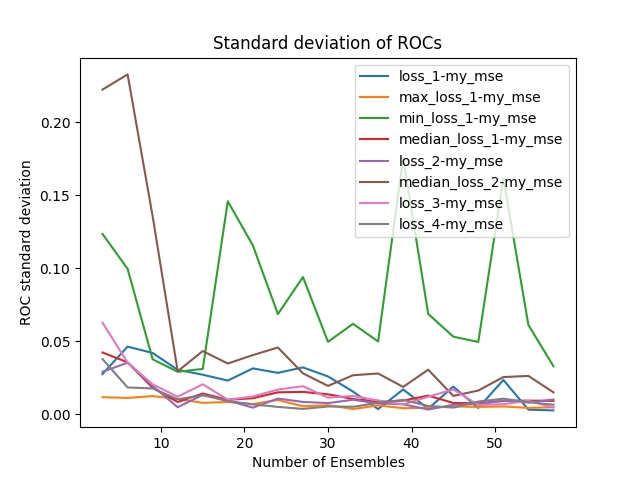 Standard deviation of ROCs
loss_1-my_mse
max_loss_1-my_mse
min_loss_1-my_mse
median_loss_1-my_mse
loss_2-my_mse
median_loss_2-my_mse
loss_3-my_mse
loss_4-my_mse
ROC standard deviation
0.20
0.15
0.10
0.05
0.00
10
20
30
40
50
Number of Ensembles